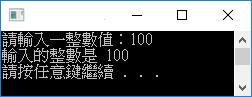 請輸入一整數值：100
輸入的整數是 100
請按任意鍵繼續 . . .